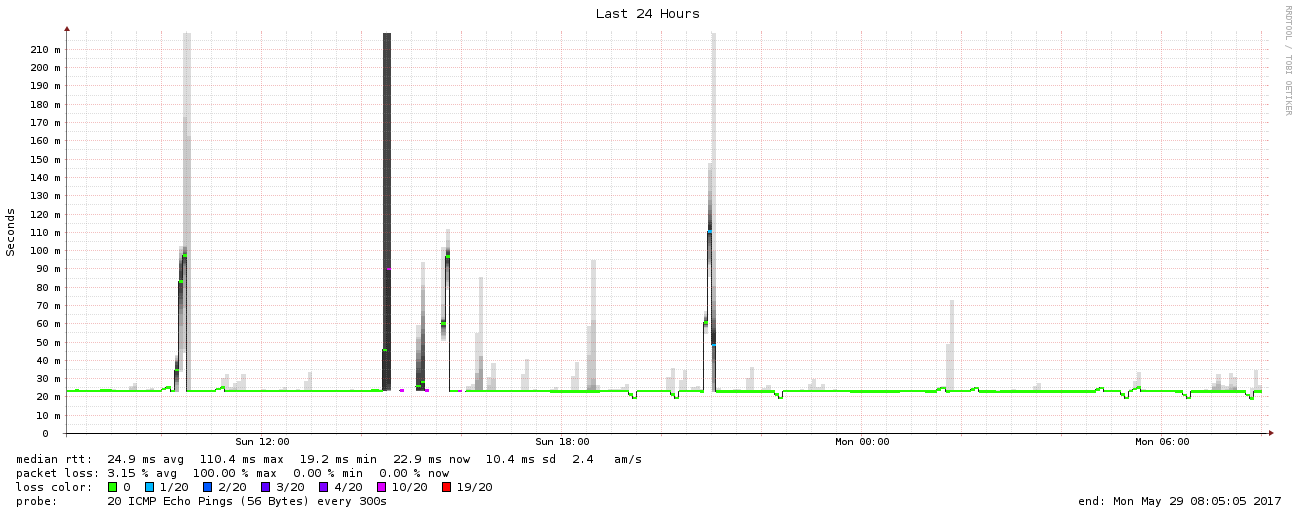 Last 24 Hours
RRDTOOL / TOBI OETIKER
Seconds
210 m
200 m
190 m
180 m
170 m
160 m
150 m
140 m
130 m
120 m
110 m
100 m
90 m
80 m
70 m
60 m
50 m
40 m
30 m
20 m
10 m
0
Sun 12:00 Sun 18:00 Mon 00:00 Mon 06:00
median rtt: 24.9 ms avg 110.4 ms max 19.2 ms min 22.9 ms now 10.4 ms sd 2.4 am/s
packet loss: 3.15 % avg 100.00 % max 0.00 % min 0.00 % now
loss color: 0 1/20 2/20 3/20 4/20 10/20 19/20
probe: 20 ICMP Echo Pings (56 Bytes) every 300s end: Mon May 29 08:05:05 2017